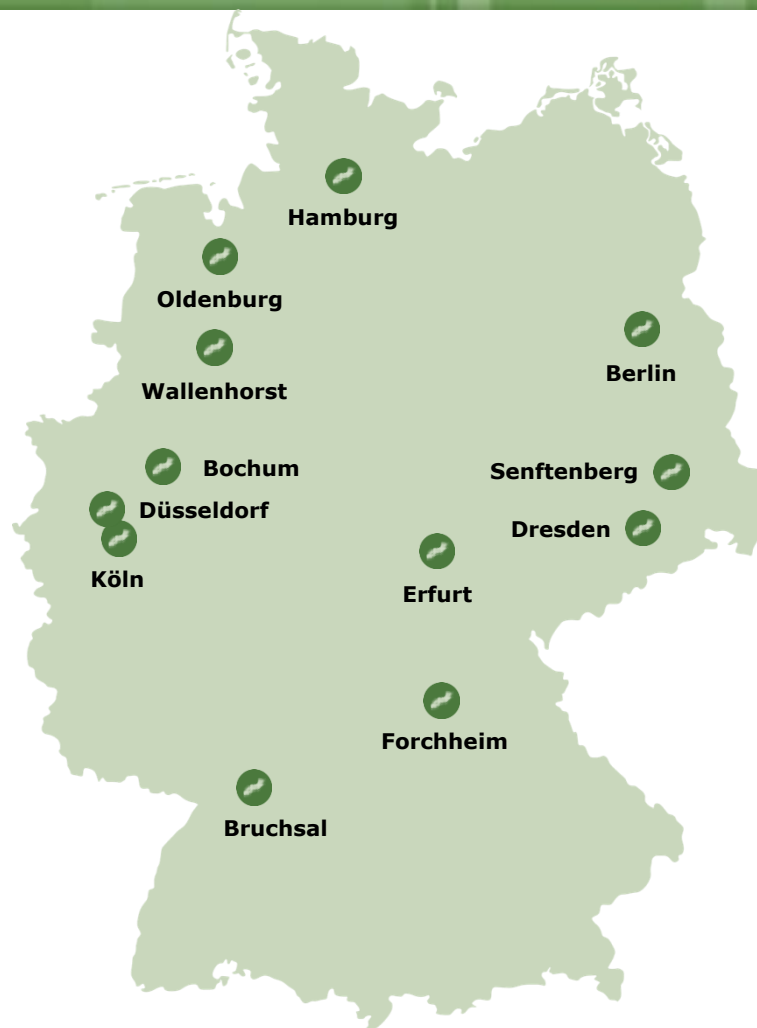 Hamburg
Oldenburg
Berlin
Wallenhorst
Bochum
Senftenberg
Düsseldorf
Dresden
Köln
Erfurt
Forchheim
Bruchsal